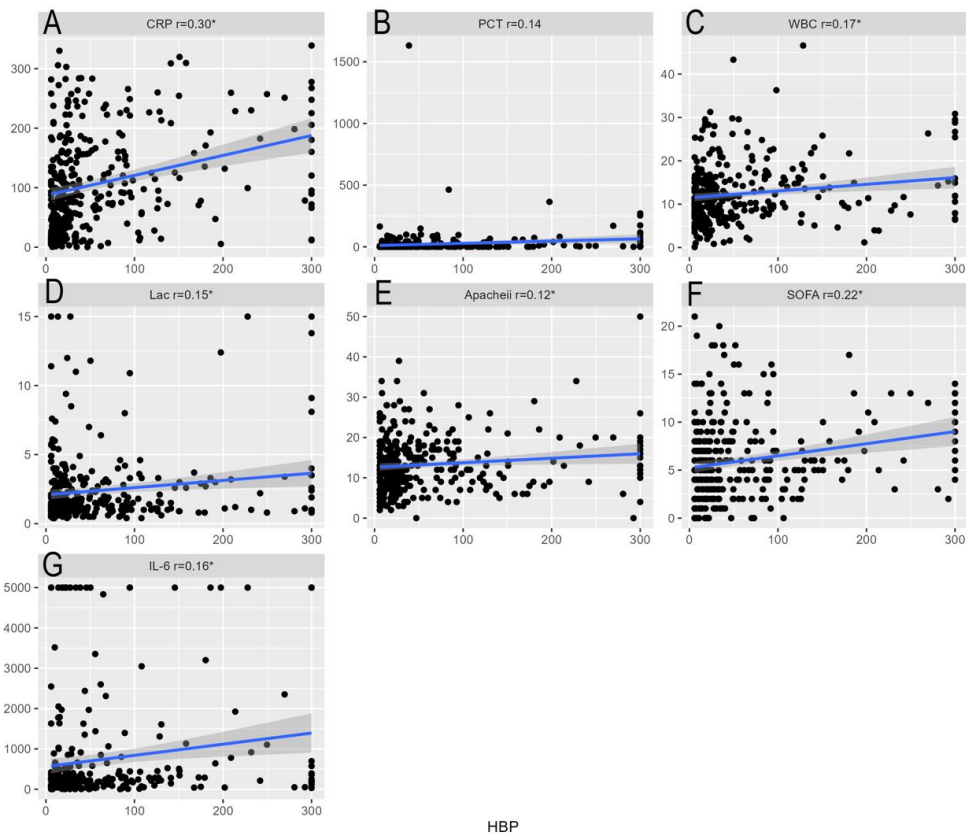 A CRP r=0.30*
B PCT r=0.14
C WBC r=0.17*
300
200
100
0
1500
1000
500
0
40
30
20
10
0
0 100 200 300
0 100 200 300
0 100 200 300
D Lac r=0.15*
E Apacheii r=0.12*
F SOFA r=0.22*
15
10
5
0
50
40
30
20
10
0
20
15
10
5
0
0 100 200 300
0 100 200 300
0 100 200 300
G IL-6 r=0.16*
5000
4000
3000
2000
1000
0
0 100 200 300
HBP